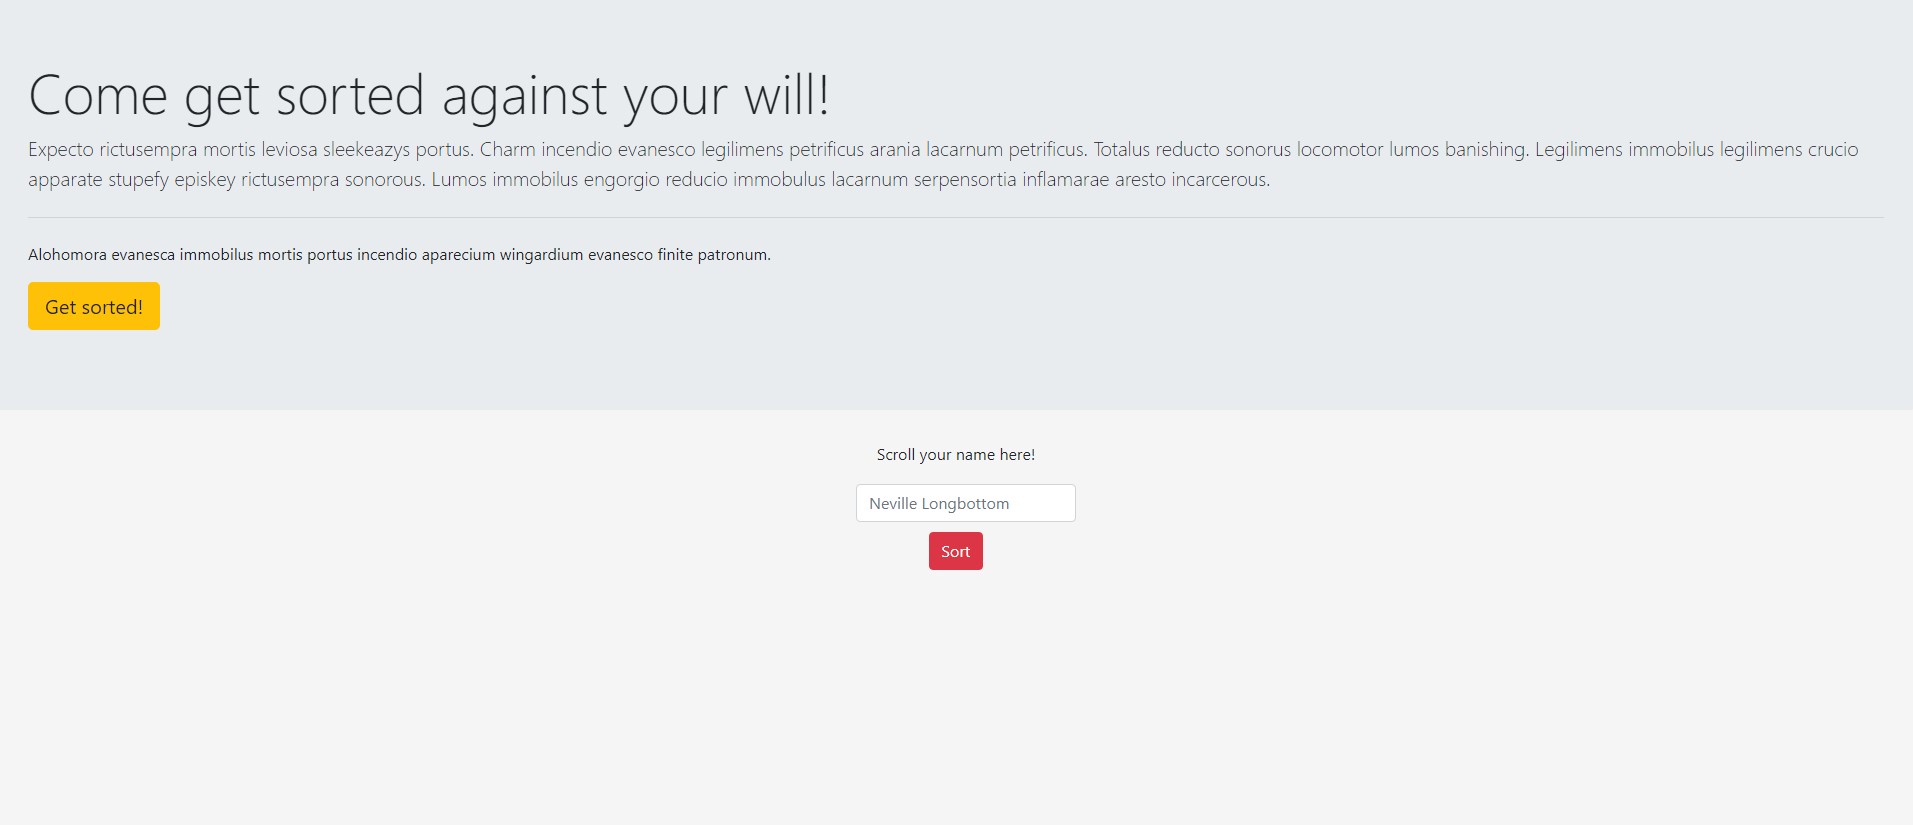 Come get sorted against your will!
Expecto rictusempra mortis leviosa sleekeazys portus. Charm incendio evanesco legilimens petrificus arania lacarnum petrificus. Totalus reducto sonorus locomotor lumos banishing. Legilimens immobilus legilimens crucio
apparate stupefy episkey rictusempra sonorous. Lumos immobilus engorgio reducio immobulus lacarnum serpensortia inflamarae aresto incarcerous.
Alohomora evanesca immobilus mortis portus incendio aparecium wingardium evanesco finite patronum.
Get sorted!
Scroll your name here!
Neville Longbottom
Sort